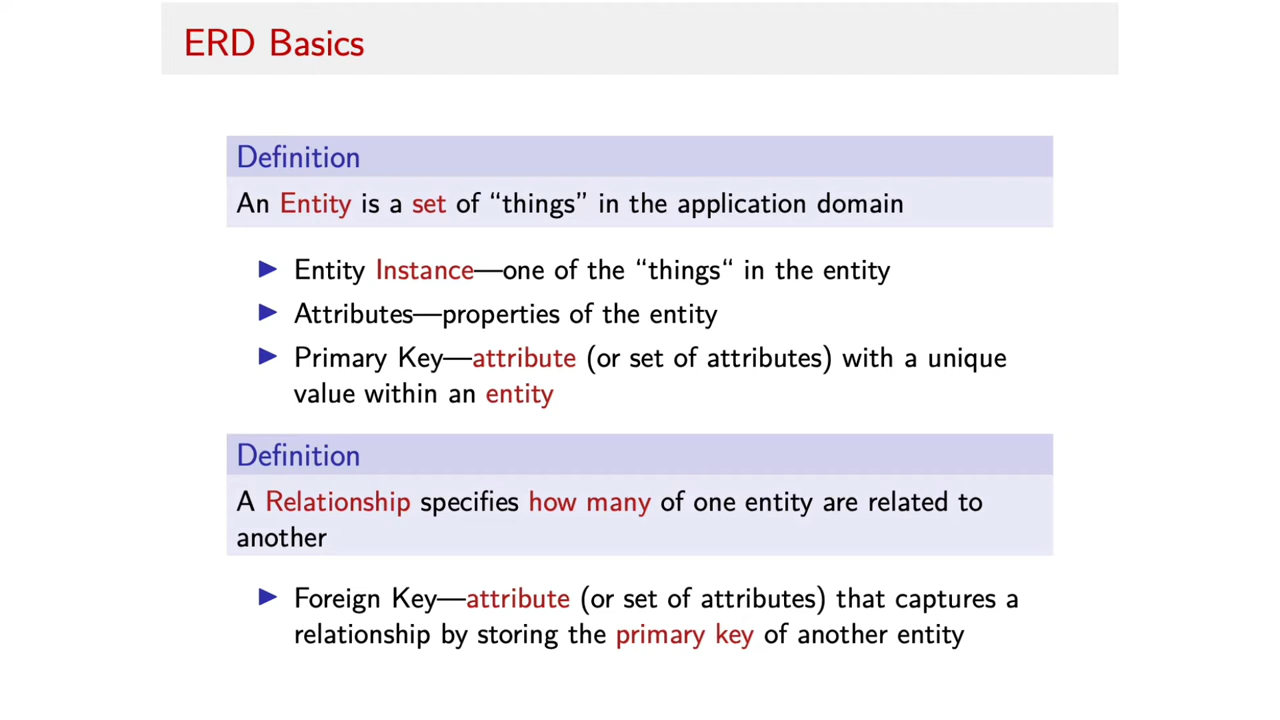 ERD Basics
Definition
An Entity is a set of “things” in the application domain
▶ Entity Instance—one of the “things“ in the entity
▶ Attributes—properties of the entity
▶ Primary Key—attribute (or set of attributes) with a unique
value within an entity
Definition
A Relationship specifies how many of one entity are related to
another
▶ Foreign Key—attribute (or set of attributes) that captures a
relationship by storing the primary key of another entity